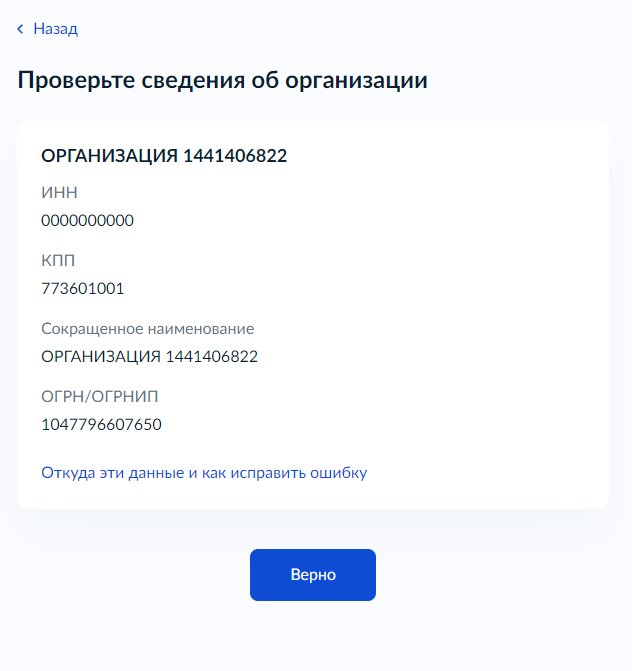 Назад
Проверьте сведения об организации
ОРГАНИЗАЦИЯ 1441406822
ИНН
0000000000
КПП
773601001
Сокращенное наименование
ОРГАНИЗАЦИЯ 1441406822
ОГРН/ОГРНИП
1047796607650
Откуда эти данные и как исправить ошибку
Верно